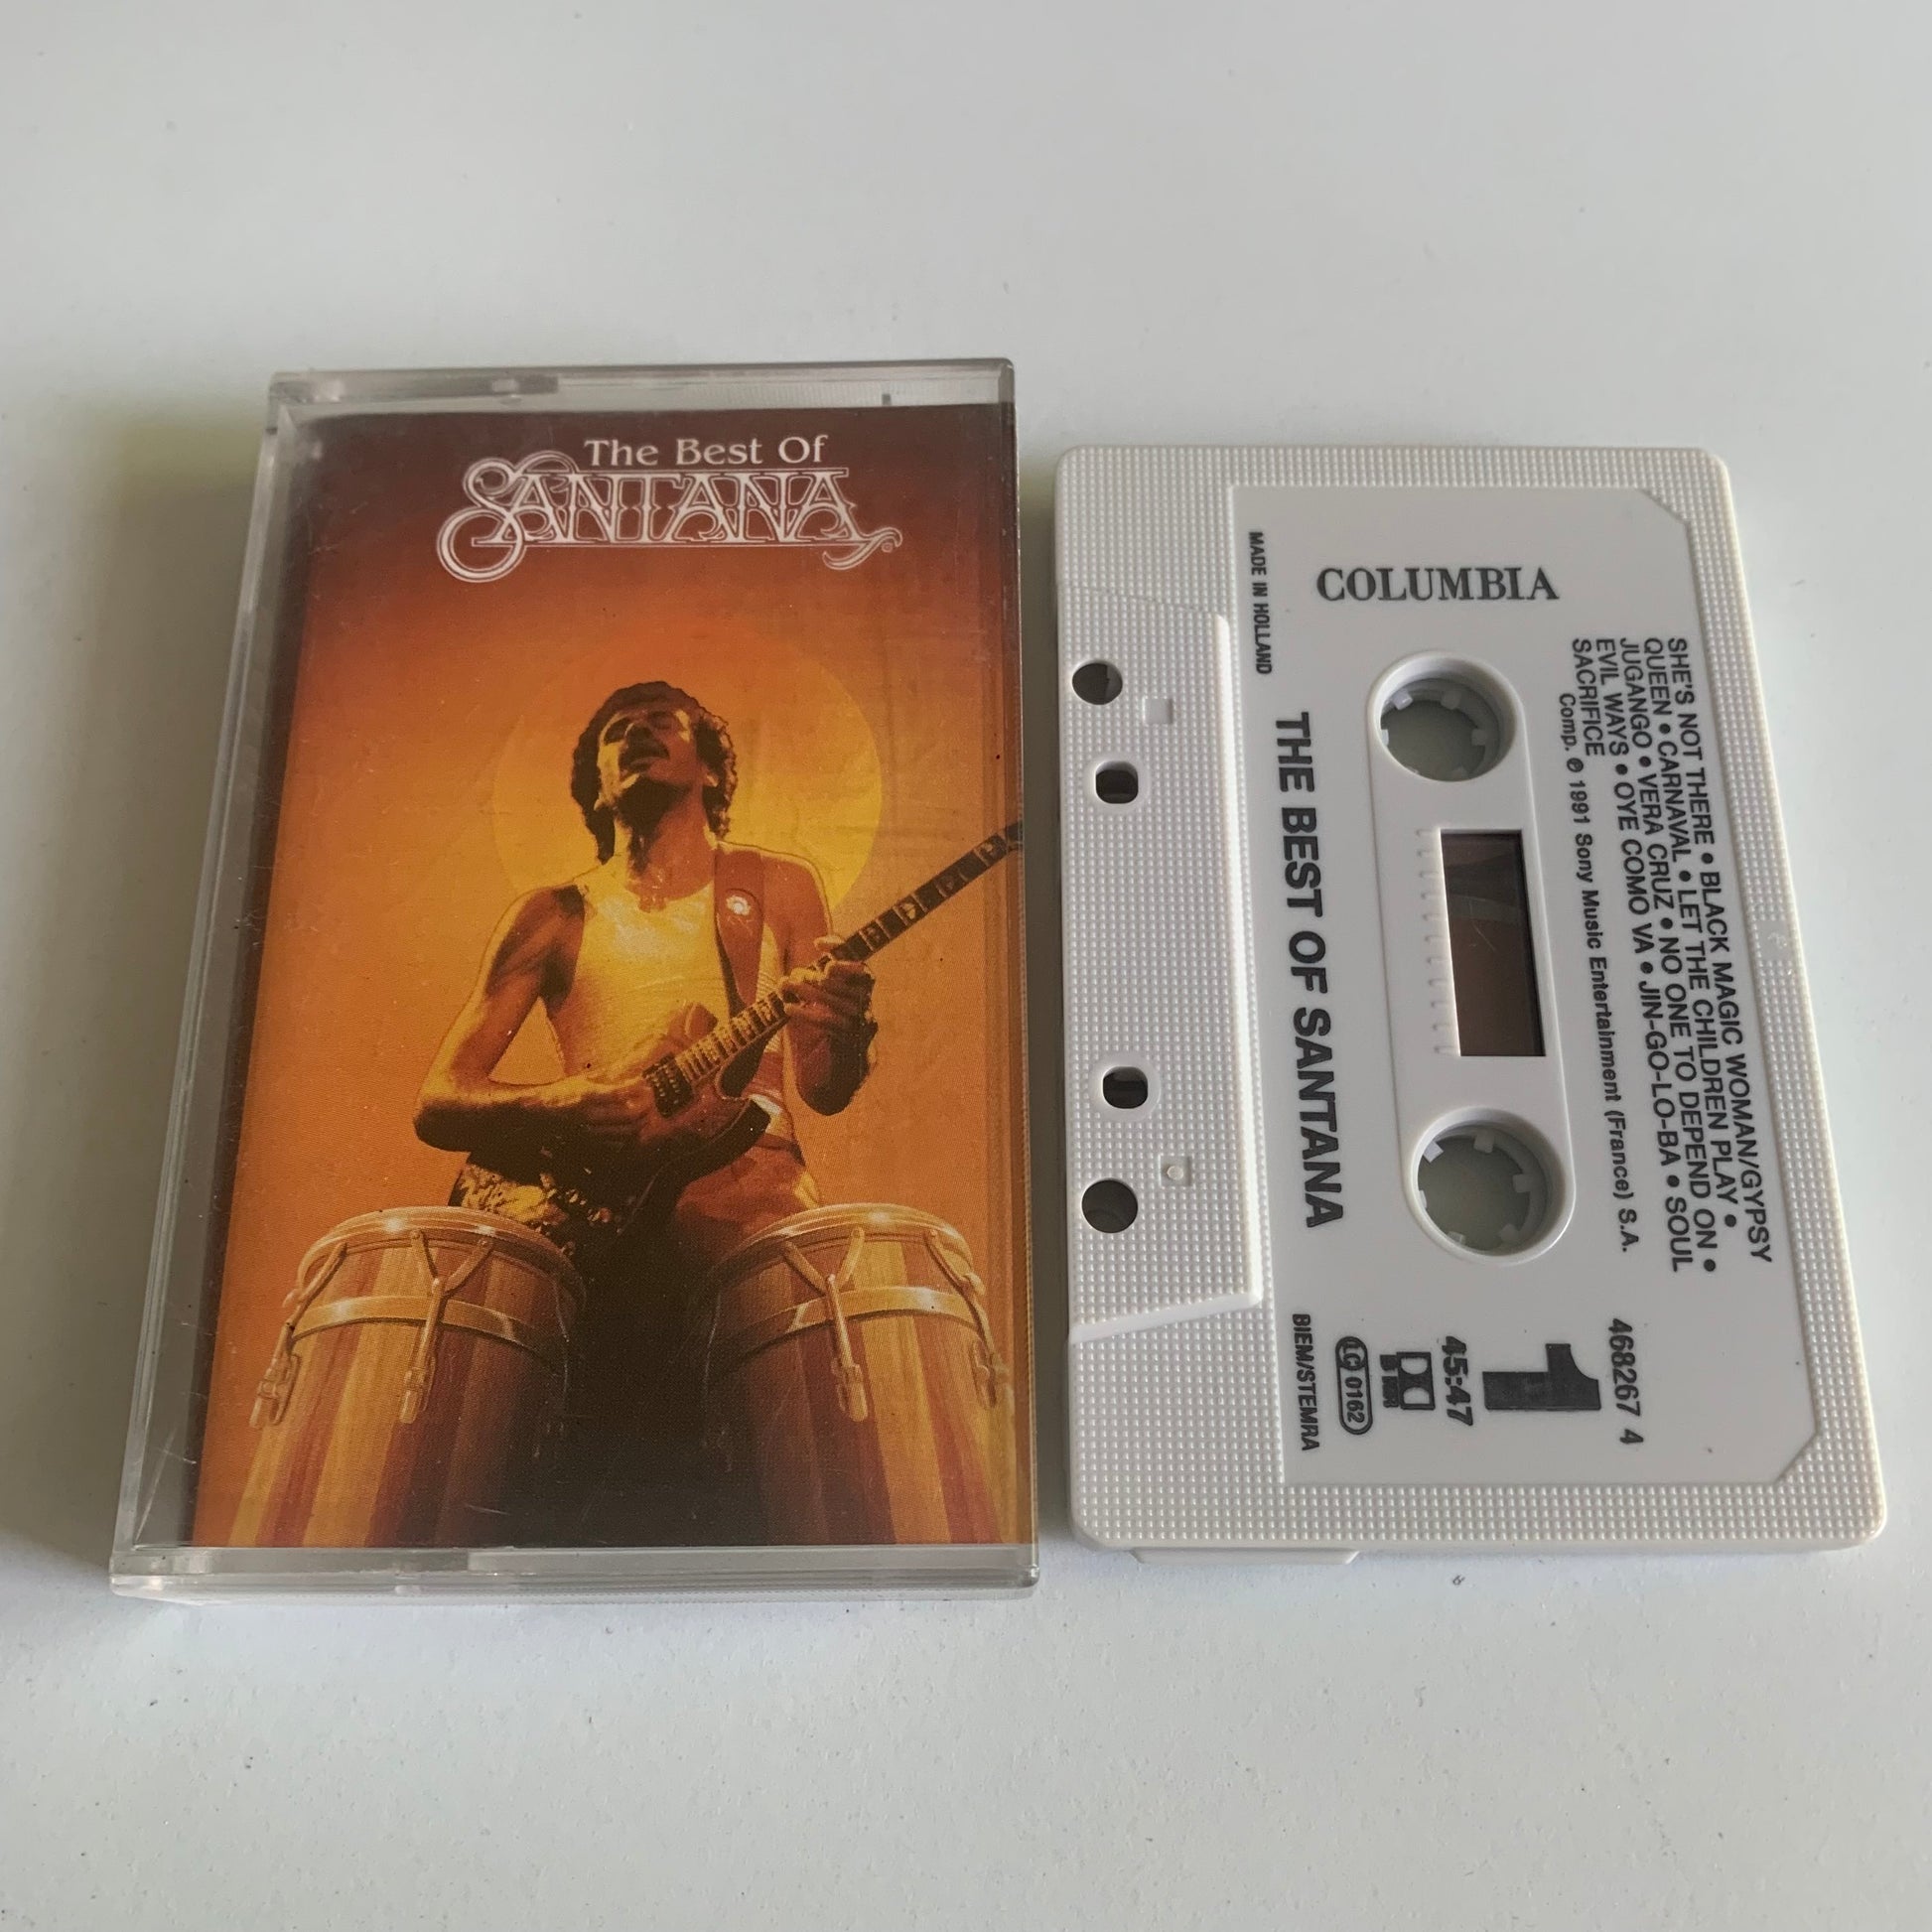 The Best Of
SANTANA
COLUMBIA
MADE IN HOLLAND
THE BEST OF SANTANA
SHE'S NOT THERE • BLACK MAGIC WOMAN/GYPSY
QUEEN • CARNAVAL • LET THE CHILDREN PLAY •
JUGANGO • VERA CRUZ • NO ONE TO DEPEND ON •
EVIL WAYS • OYE COMO VA • JIN-GO-LO-BA • SOUL
SACRIFICE
Comp. ℗ 1991 Sony Music Entertainment (France) S.A.
468267 4
1
45:47
B NR
LC 0162
BIEM/STEMRA